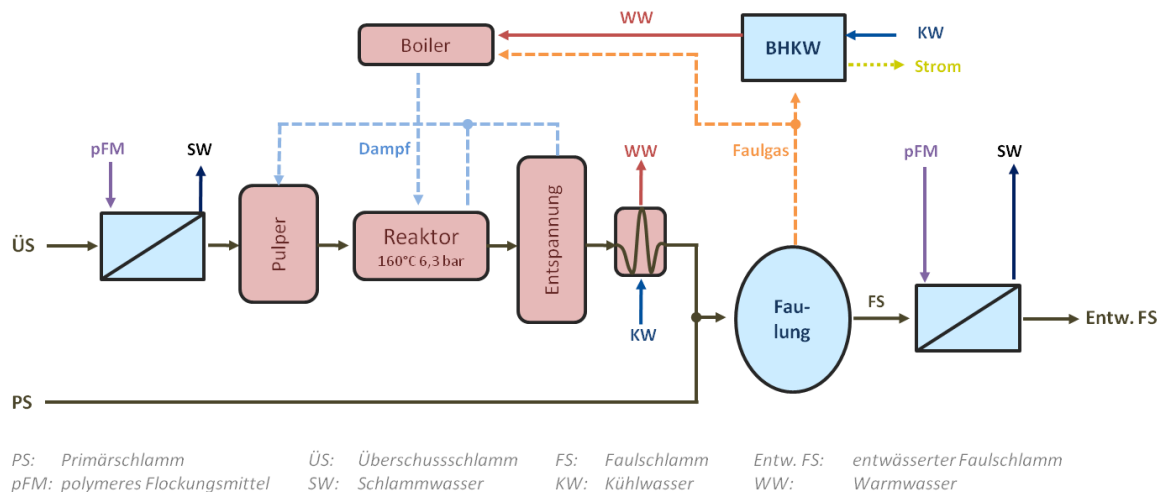 WW
Boiler
BHKW
KW
Strom
pFM
SW
Dampf
WW
Faulgas
pFM
SW
ÜS
Pulper
Reaktor
160°C 6,3 bar
Entspannung
KW
Fau-
lung
FS
Entw. FS
PS
PS: Primärschlamm ÜS: Überschussschlamm FS: Faulschlamm Entw. FS: entwässerter Faulschlamm
pFM: polymeres Flockungsmittel SW: Schlammwasser KW: Kühlwasser WW: Warmwasser